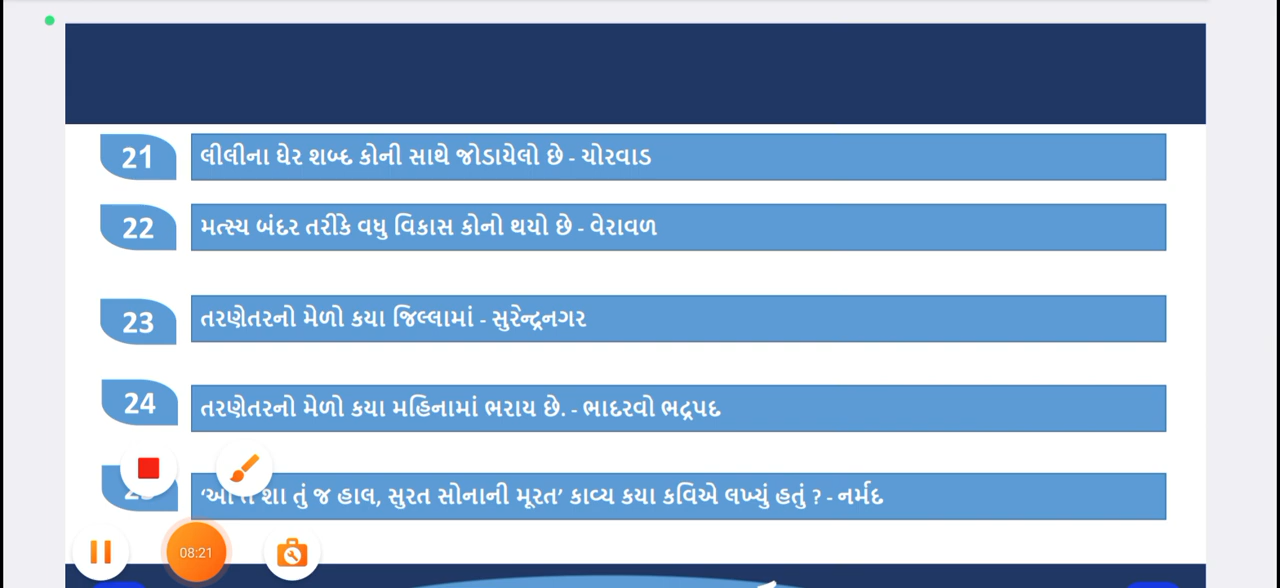 21
લીલીના ઘેર શબ્દ કોની સાથે જોડાયેલો છે - ચોરવાડ
22
મત્સ્ય બંદર તરીકે વધુ વિકાસ કોનો થયો છે - વેરાવળ
23
તરણેતરનો મેળો કયા જિલ્લામાં - સુરેન્દ્રનગર
24
તરણેતરનો મેળો કયા મહિનામાં ભરાય છે. - ભાદરવો ભદ્રપદ
શા તું જ હાલ, સુરત સોનાની મૂરત’ કાવ્ય કયા કવિએ લખ્યું હતું ? - નર્મદ
08:21